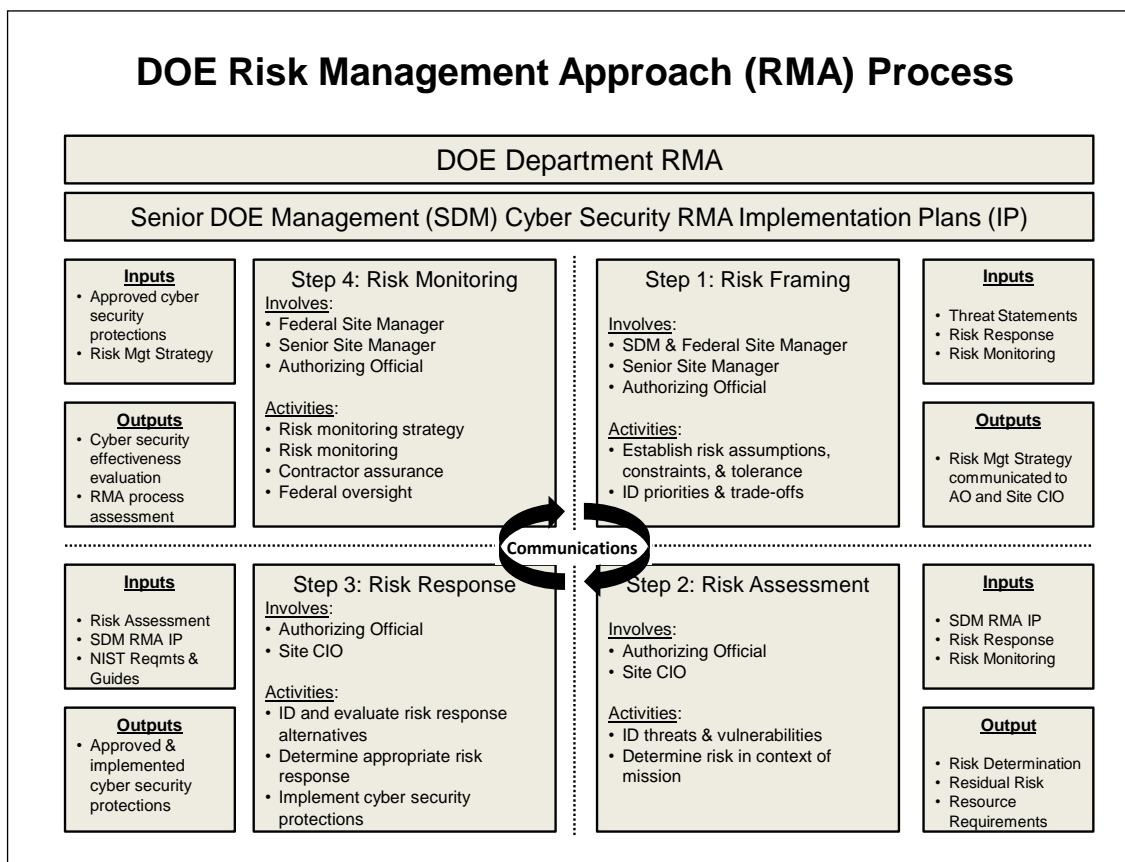 DOE Risk Management Approach (RMA) Process
DOE Department RMA
Senior DOE Management (SDM) Cyber Security RMA Implementation Plans (IP)
Inputs
• Approved cyber
security
protections
• Risk Mgt Strategy
Outputs
• Cyber security
effectiveness
evaluation
• RMA process
assessment
Step 4: Risk Monitoring
Involves:
• Federal Site Manager
• Senior Site Manager
• Authorizing Official
Activities:
• Risk monitoring strategy
• Risk monitoring
• Contractor assurance
• Federal oversight
Step 1: Risk Framing
Involves:
• SDM & Federal Site Manager
• Senior Site Manager
• Authorizing Official
Activities:
• Establish risk assumptions,
constraints, & tolerance
• ID priorities & trade-offs
Inputs
• Threat Statements
• Risk Response
• Risk Monitoring
Outputs
• Risk Mgt Strategy
communicated to
AO and Site CIO
Communications
Inputs
• Risk Assessment
• SDM RMA IP
• NIST Reqmts &
Guides
Outputs
• Approved &
implemented
cyber security
protections
Step 3: Risk Response
Involves:
• Authorizing Official
• Site CIO
Activities:
• ID and evaluate risk response
alternatives
• Determine appropriate risk
response
• Implement cyber security
protections
Step 2: Risk Assessment
Involves:
• Authorizing Official
• Site CIO
Activities:
• ID threats & vulnerabilities
• Determine risk in context of
mission
Inputs
• SDM RMA IP
• Risk Response
• Risk Monitoring
Output
• Risk Determination
• Residual Risk
• Resource
Requirements